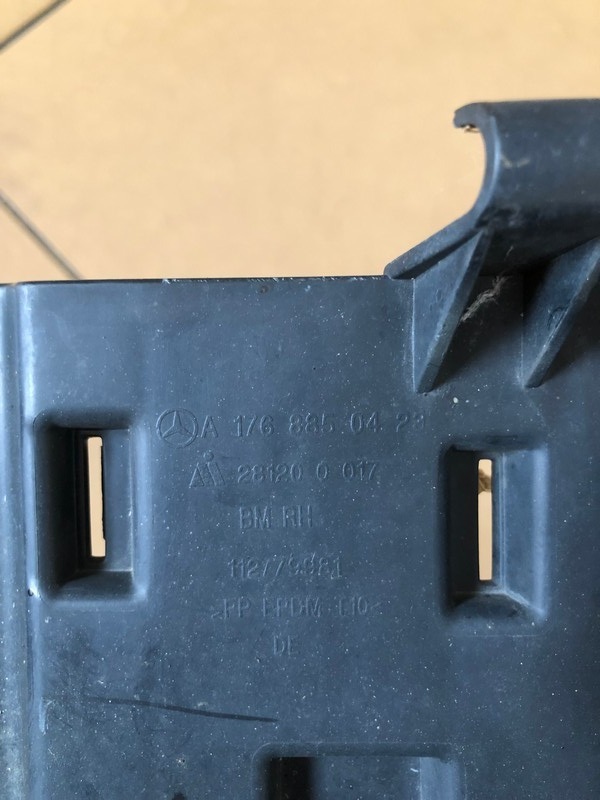 A 176 885 04 23
28120 0 017
BM RH
112779981
>PP EPDM T10<
DE